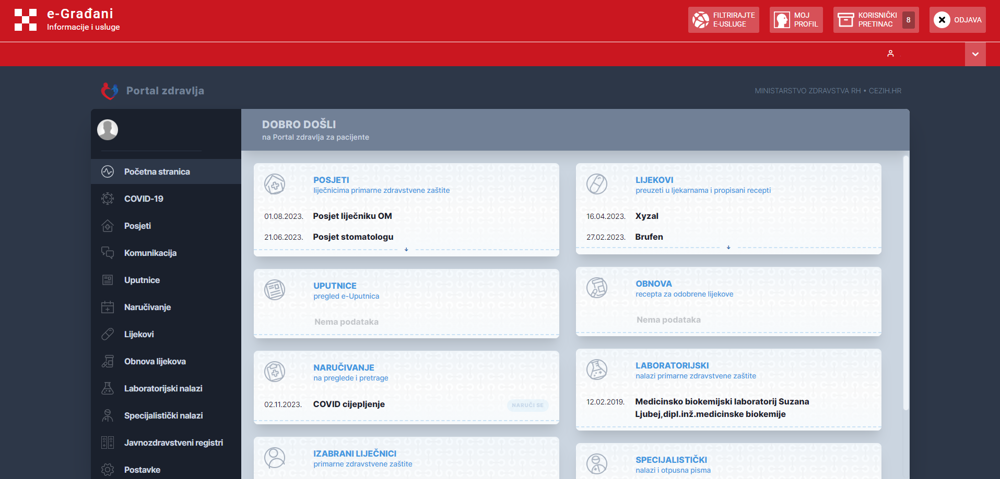 e-Građani
Informacije i usluge
FILTRIRAJTE
E-USLUGE
MOJ
PROFIL
KORISNIČKI
PRETINAC
8
ODJAVA
Portal zdravlja
MINISTARSTVO ZDRAVSTVA RH • CEZIH.HR
DOBRO DOŠLI
na Portal zdravlja za pacijente
Početna stranica
COVID-19
Posjeti
Komunikacija
Uputnice
Naručivanje
Lijekovi
Obnova lijekova
Laboratorijski nalazi
Specijalistički nalazi
Javnozdravstveni registri
Postavke
POSJETI
liječnicima primarne zdravstvene zaštite
01.08.2023. Posjet liječniku OM
21.06.2023. Posjet stomatologu
UPUTNICE
pregled e-Uputnica
Nema podataka
NARUČIVANJE
na preglede i pretrage
02.11.2023. COVID cijepljenje NARUČI SE
IZABRANI LIJEČNICI
primarne zdravstvene zaštite
LIJEKOVI
preuzeti u ljekarnama i propisani recepti
16.04.2023. Xyzal
27.02.2023. Brufen
OBNOVA
recepta za odobrene lijekove
Nema podataka
LABORATORIJSKI
nalazi primarne zdravstvene zaštite
12.02.2019. Medicinsko biokemijski laboratorij Suzana
Ljubej,dipl.inž.medicinske biokemije
SPECIJALISTIČKI
nalazi i otpusna pisma